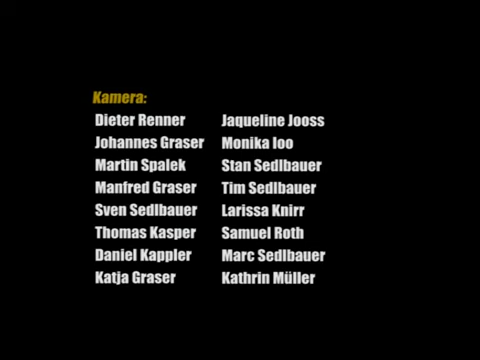 Kamera:
Dieter Renner Jaqueline Jooss
Johannes Graser Monika Ioo
Martin Spalek Stan Sedlbauer
Manfred Graser Tim Sedlbauer
Sven Sedlbauer Larissa Knirr
Thomas Kasper Samuel Roth
Daniel Kappler Marc Sedlbauer
Katja Graser Kathrin Müller